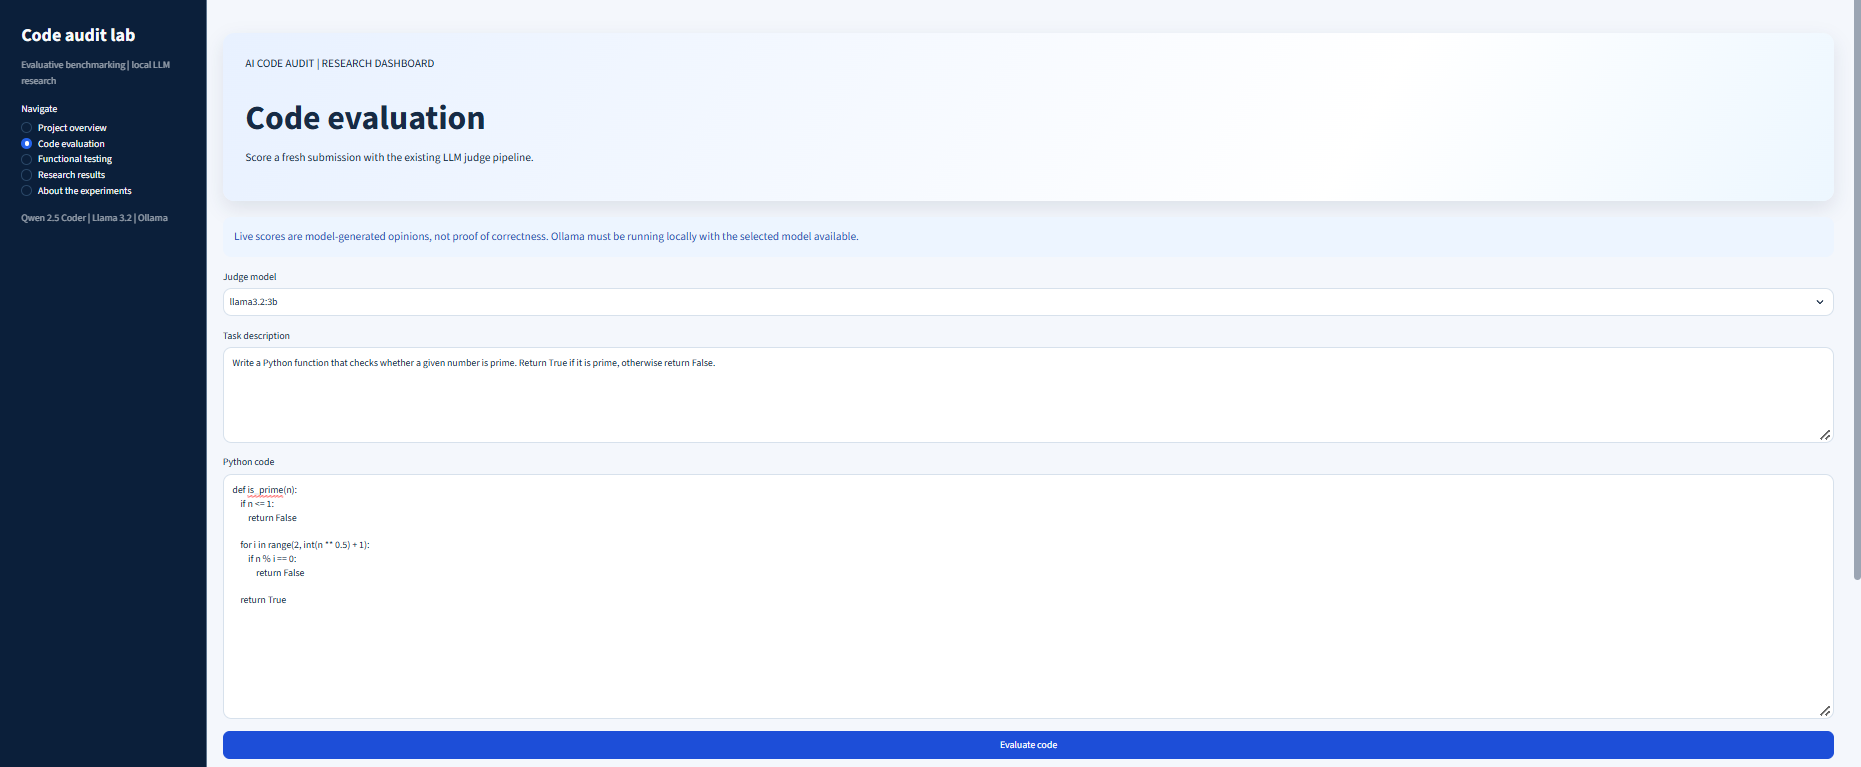 Code audit lab
Evaluative benchmarking | local LLM
research
Navigate
Project overview
Code evaluation
Functional testing
Research results
About the experiments
Qwen 2.5 Coder | Llama 3.2 | Ollama
AI CODE AUDIT | RESEARCH DASHBOARD
Code evaluation
Score a fresh submission with the existing LLM judge pipeline.
Live scores are model-generated opinions, not proof of correctness. Ollama must be running locally with the selected model available.
Judge model
llama3.2:3b
Task description
Write a Python function that checks whether a given number is prime. Return True if it is prime, otherwise return False.
Python code
def is_prime(n):
    if n <= 1:
        return False
    for i in range(2, int(n ** 0.5) + 1):
        if n % i == 0:
            return False
    return True
Evaluate code